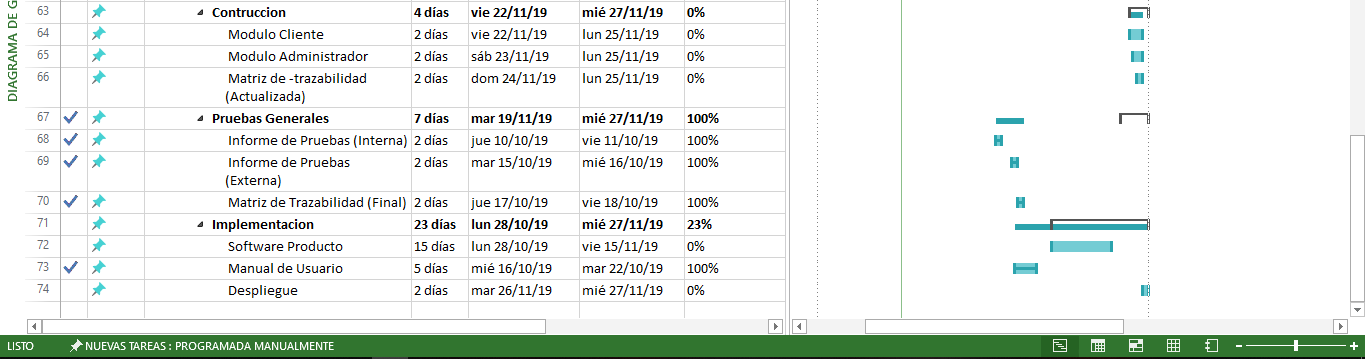 DIAGRAMA DE G
63 Contruccion 4 días vie 22/11/19 mié 27/11/19 0%
64 Modulo Cliente 2 días vie 22/11/19 lun 25/11/19 0%
65 Modulo Administrador 2 días sáb 23/11/19 lun 25/11/19 0%
66 Matriz de -trazabilidad 2 días dom 24/11/19 lun 25/11/19 0%
(Actualizada)
67 Pruebas Generales 7 días mar 19/11/19 mié 27/11/19 100%
68 Informe de Pruebas (Interna) 2 días jue 10/10/19 vie 11/10/19 100%
69 Informe de Pruebas 2 días mar 15/10/19 mié 16/10/19 100%
(Externa)
70 Matriz de Trazabilidad (Final) 2 días jue 17/10/19 vie 18/10/19 100%
71 Implementacion 23 días lun 28/10/19 mié 27/11/19 23%
72 Software Producto 15 días lun 28/10/19 vie 15/11/19 0%
73 Manual de Usuario 5 días mié 16/10/19 mar 22/10/19 100%
74 Despliegue 2 días mar 26/11/19 mié 27/11/19 0%
LISTO NUEVAS TAREAS : PROGRAMADA MANUALMENTE